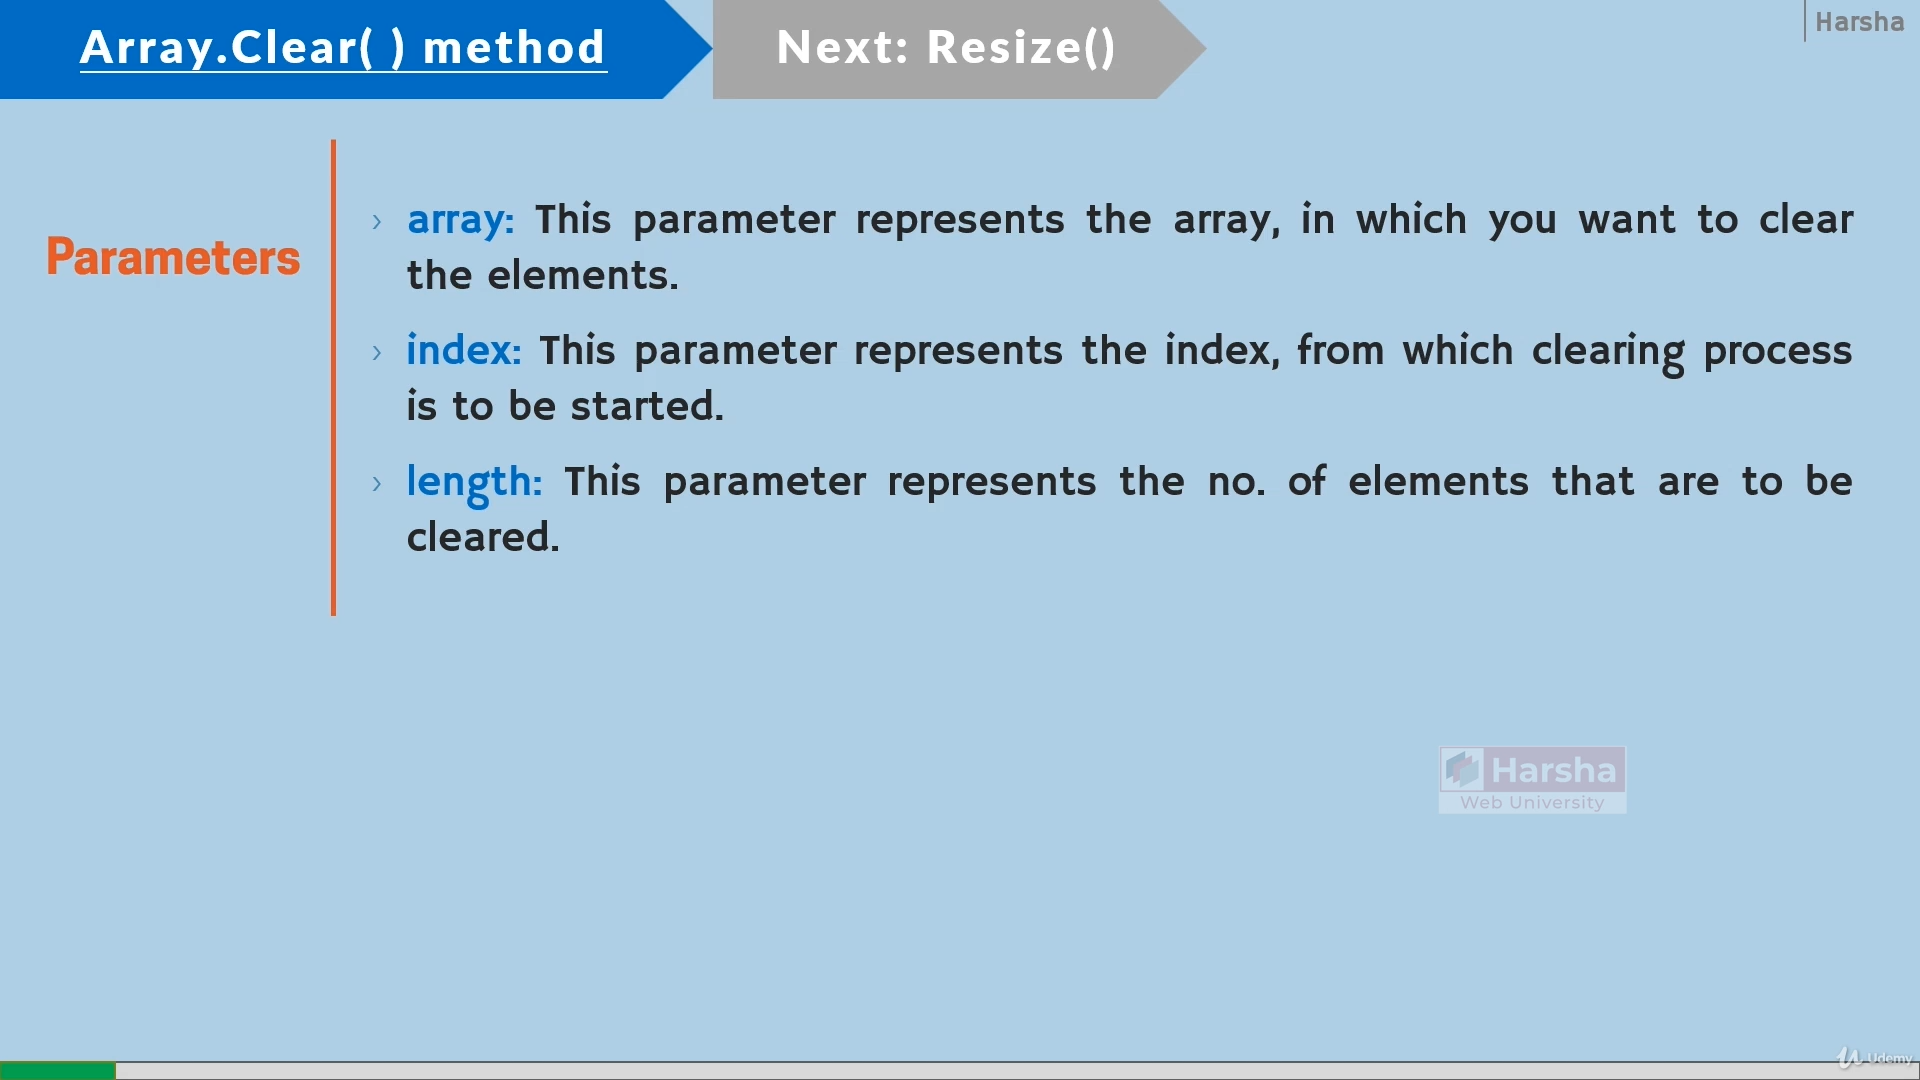 Array.Clear( ) method
Next: Resize()
Harsha
Parameters
› array: This parameter represents the array, in which you want to clear
the elements.
› index: This parameter represents the index, from which clearing process
is to be started.
› length: This parameter represents the no. of elements that are to be
cleared.
Harsha
Web University
Udemy